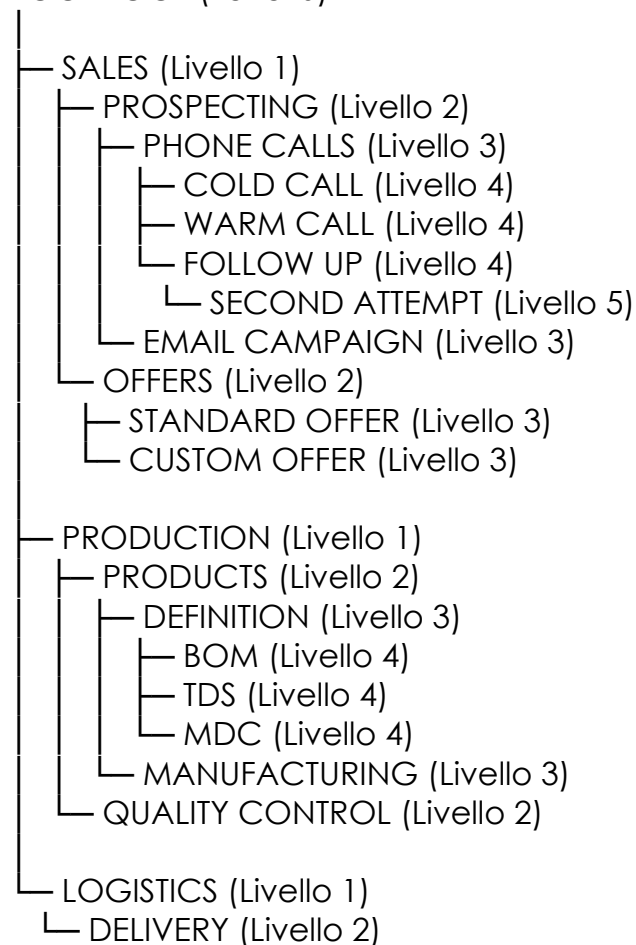 SALES (Livello 1)
PROSPECTING (Livello 2)
PHONE CALLS (Livello 3)
COLD CALL (Livello 4)
WARM CALL (Livello 4)
FOLLOW UP (Livello 4)
SECOND ATTEMPT (Livello 5)
EMAIL CAMPAIGN (Livello 3)
OFFERS (Livello 2)
STANDARD OFFER (Livello 3)
CUSTOM OFFER (Livello 3)
PRODUCTION (Livello 1)
PRODUCTS (Livello 2)
DEFINITION (Livello 3)
BOM (Livello 4)
TDS (Livello 4)
MDC (Livello 4)
MANUFACTURING (Livello 3)
QUALITY CONTROL (Livello 2)
LOGISTICS (Livello 1)
DELIVERY (Livello 2)